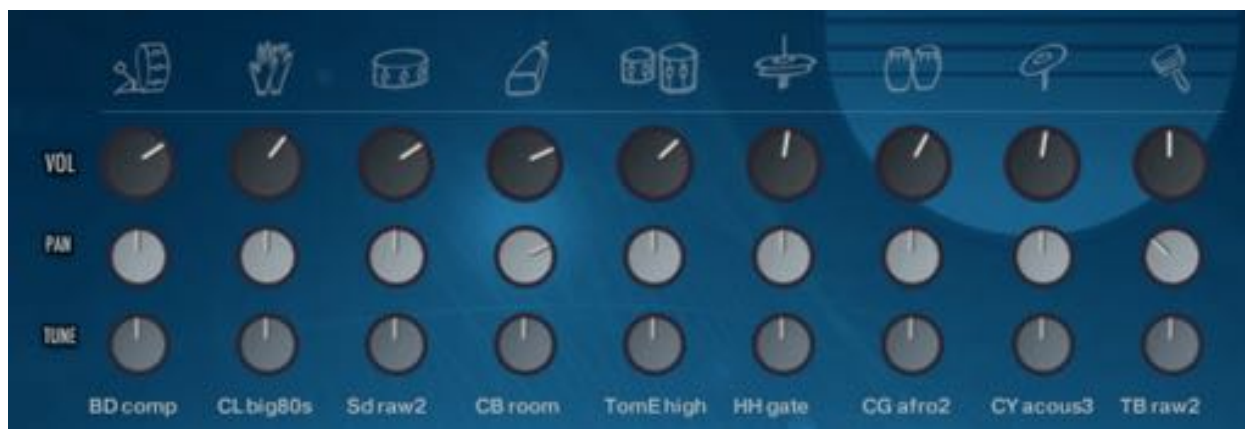 VOL
PAN
TUNE
BD comp CL big80s Sd raw2 CB room TomE high HH gate CG afro2 CY acous3 TB raw2